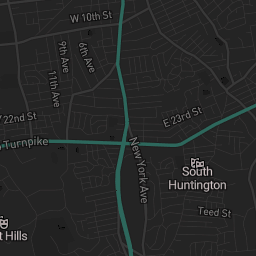 W 10th St
9th Ave
6th Ave
11th Ave
22nd St
E 23rd St
Turnpike
New York Ave
South
Huntington
Teed St
t Hills